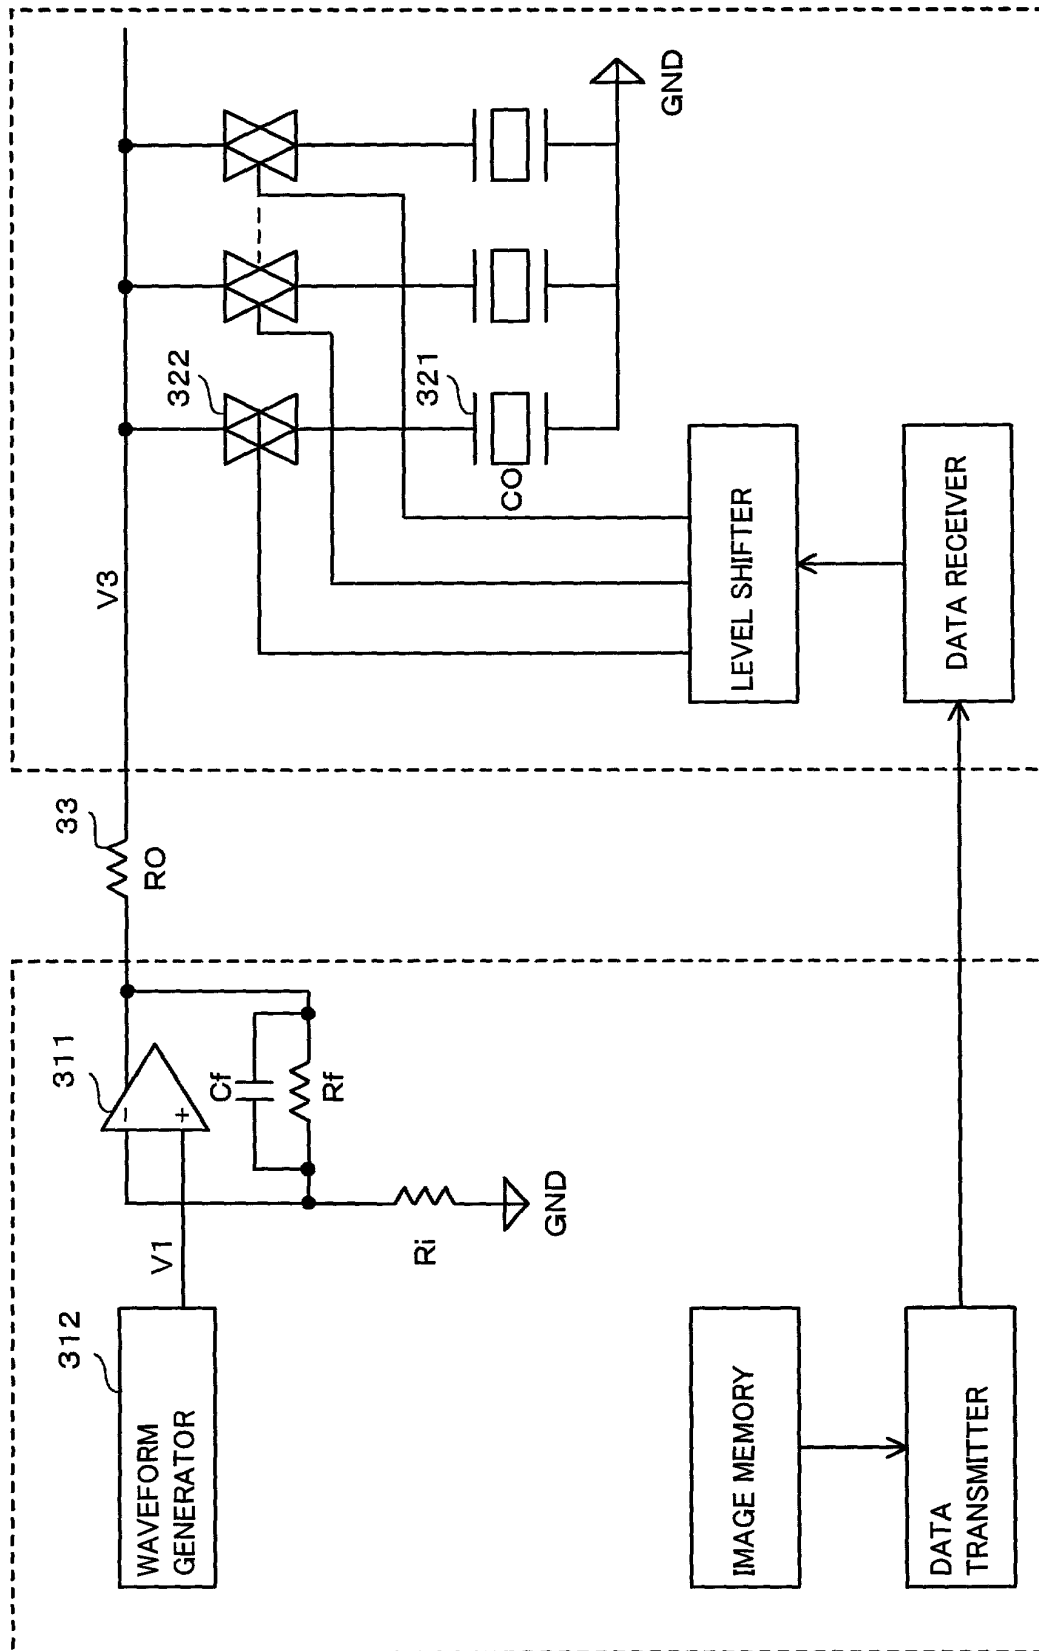 312
WAVEFORM
GENERATOR
V1
311
−
+
Cf
Rf
Ri
GND
33
RO
V3
322
321
CO
GND
IMAGE MEMORY
DATA
TRANSMITTER
LEVEL SHIFTER
DATA RECEIVER